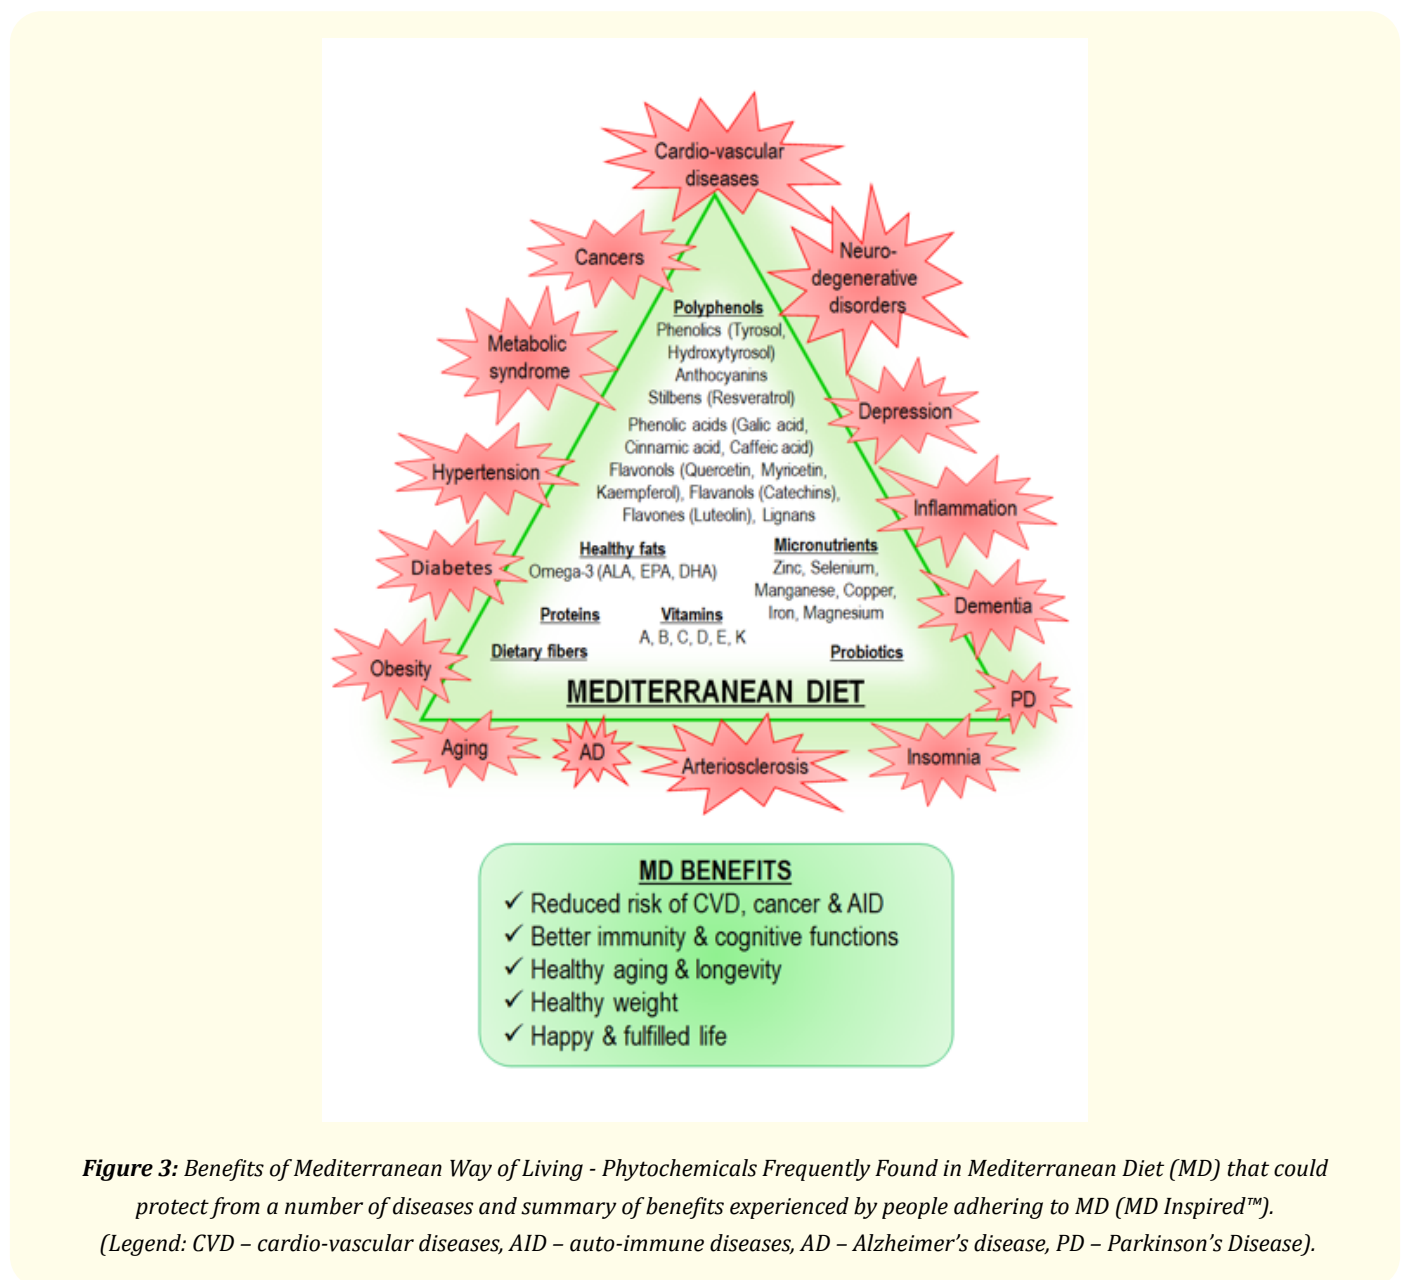 Cardio-vascular
diseases
Cancers
Neuro-
degenerative
disorders
Metabolic
syndrome
Depression
Hypertension
Inflammation
Diabetes
Dementia
Obesity
PD
Aging
AD
Arteriosclerosis
Insomnia
Polyphenols
Phenolics (Tyrosol,
Hydroxytyrosol)
Anthocyanins
Stilbens (Resveratrol)
Phenolic acids (Galic acid,
Cinnamic acid, Caffeic acid)
Flavonols (Quercetin, Myricetin,
Kaempferol), Flavanols (Catechins),
Flavones (Luteolin), Lignans
Healthy fats
Omega-3 (ALA, EPA, DHA)
Micronutrients
Zinc, Selenium,
Manganese, Copper,
Iron, Magnesium
Proteins
Vitamins
A, B, C, D, E, K
Dietary fibers
Probiotics
MEDITERRANEAN DIET
MD BENEFITS
✓ Reduced risk of CVD, cancer & AID
✓ Better immunity & cognitive functions
✓ Healthy aging & longevity
✓ Healthy weight
✓ Happy & fulfilled life
Figure 3: Benefits of Mediterranean Way of Living - Phytochemicals Frequently Found in Mediterranean Diet (MD) that could
protect from a number of diseases and summary of benefits experienced by people adhering to MD (MD Inspired™).
(Legend: CVD – cardio-vascular diseases, AID – auto-immune diseases, AD – Alzheimer's disease, PD – Parkinson's Disease).